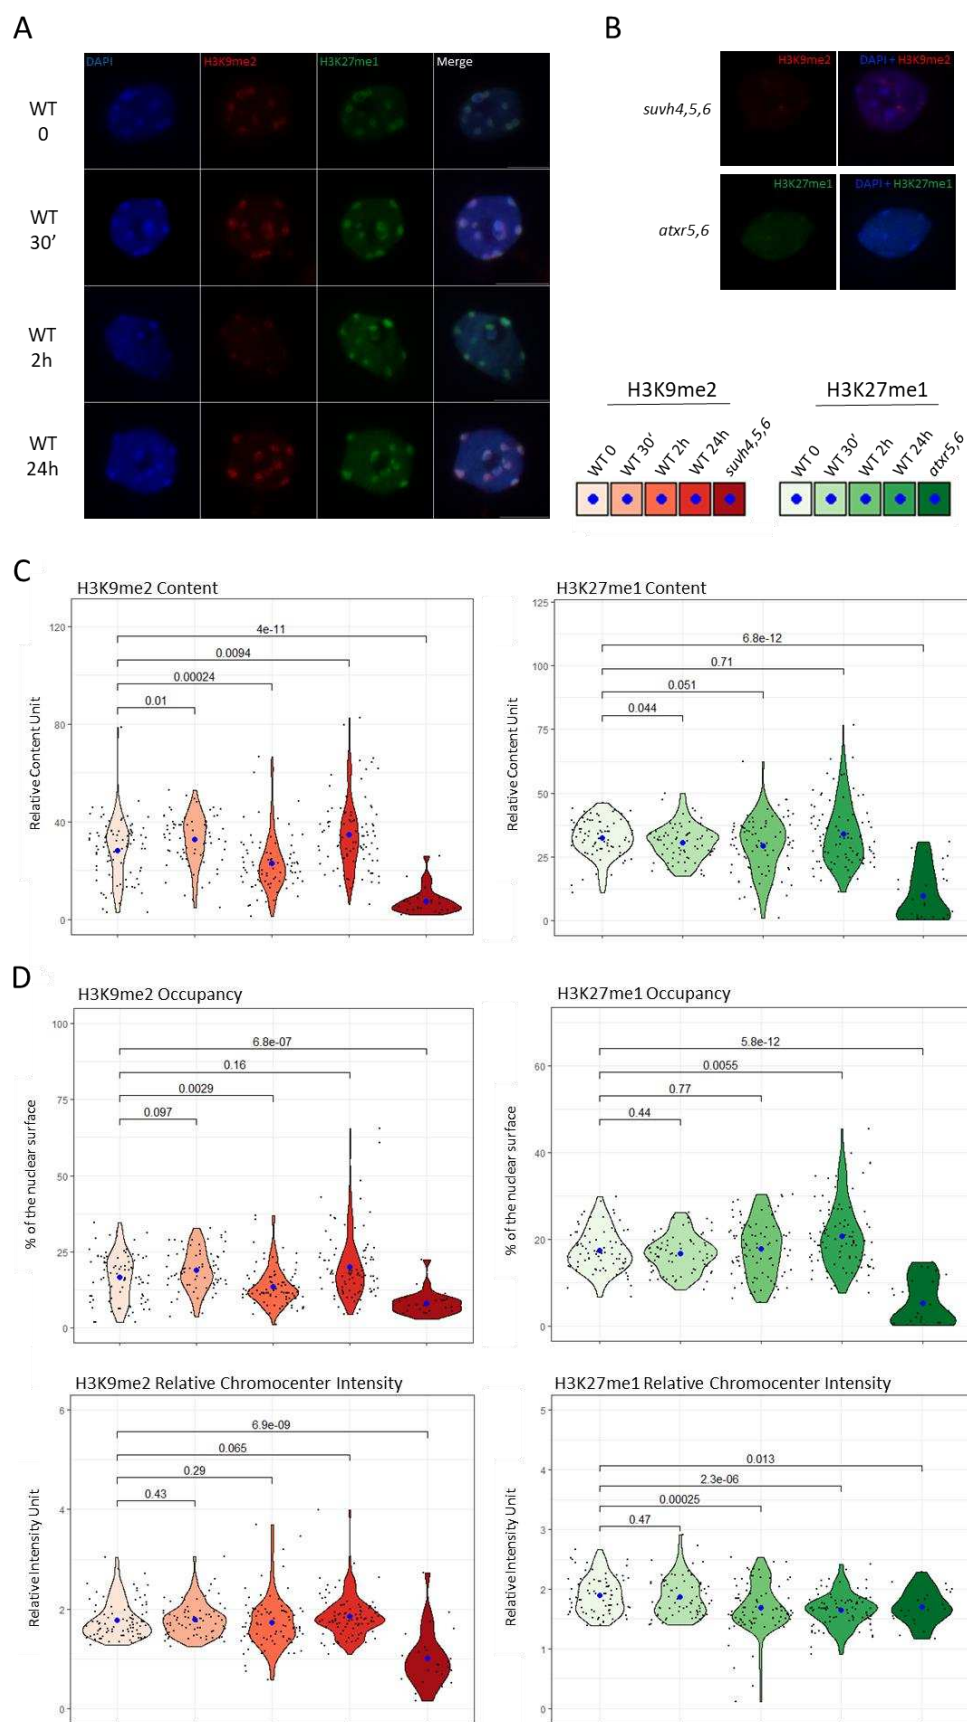 A
B
DAPI H3K9me2 H3K27me1 Merge
WT
0
WT
30'
WT
2h
WT
24h
H3K9me2 DAPI + H3K9me2
suvh4,5,6
H3K27me1 DAPI + H3K27me1
atxr5,6
H3K9me2 H3K27me1
WT 0 WT 30' WT 2h WT 24h suvh4,5,6 WT 0 WT 30' WT 2h WT 24h atxr5,6
C
H3K9me2 Content
Relative Content Unit
120
80
40
0
4e-11
0.0094
0.00024
0.01
H3K27me1 Content
Relative Content Unit
125
100
75
50
25
0
6.8e-12
0.71
0.051
0.044
D
H3K9me2 Occupancy
% of the nuclear surface
100
75
50
25
0
6.8e-07
0.16
0.0029
0.097
H3K27me1 Occupancy
% of the nuclear surface
60
40
20
0
5.8e-12
0.0055
0.77
0.44
H3K9me2 Relative Chromocenter Intensity
Relative Intensity Unit
6
4
2
0
6.9e-09
0.065
0.29
0.43
H3K27me1 Relative Chromocenter Intensity
Relative Intensity Unit
5
4
3
2
1
0
0.013
2.3e-06
0.00025
0.47